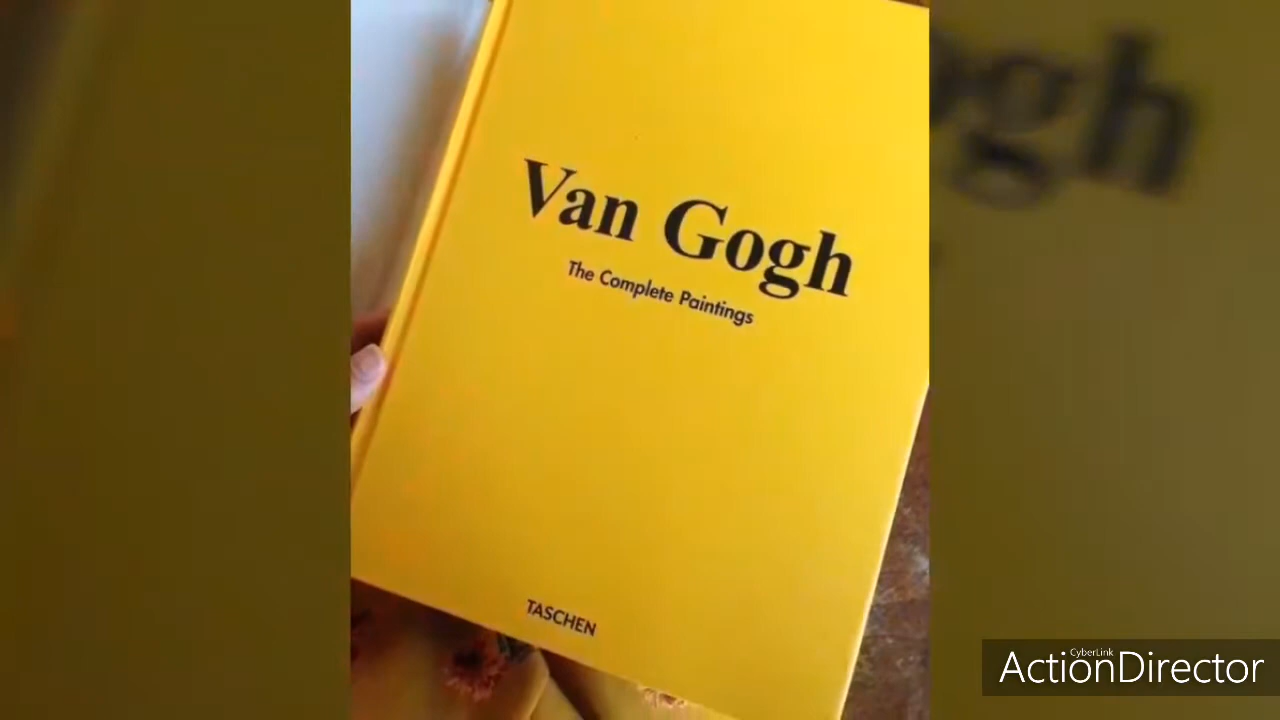 Van Gogh
The Complete Paintings
TASCHEN
CyberLink
ActionDirector